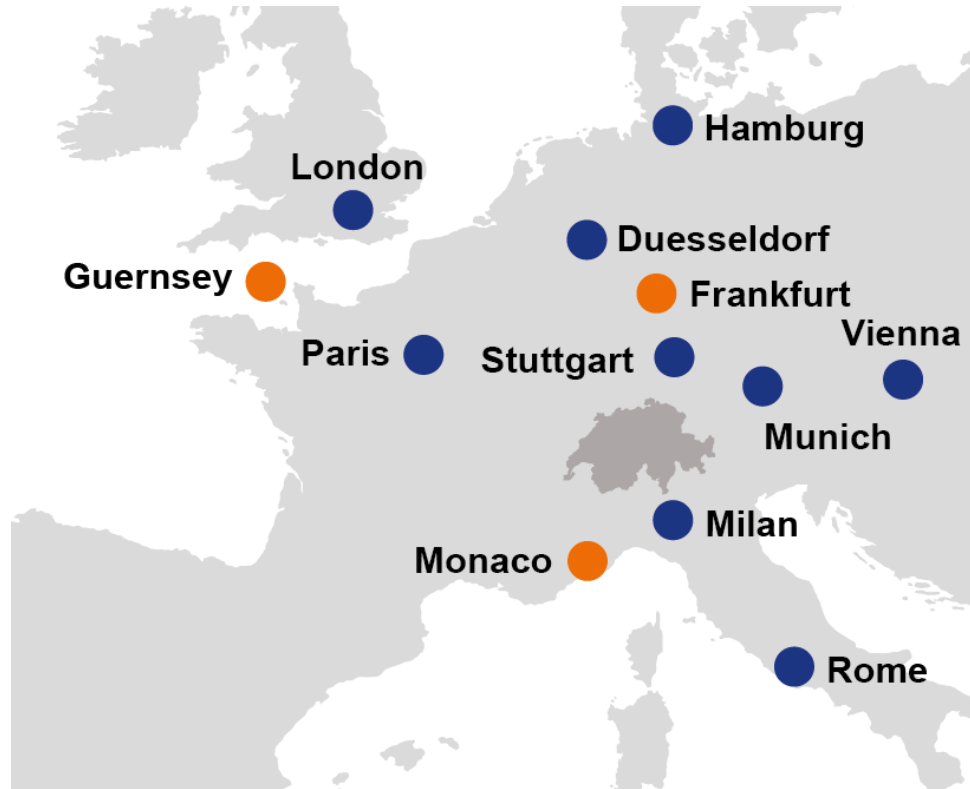 Hamburg
London
Duesseldorf
Guernsey
Frankfurt
Vienna
Paris
Stuttgart
Munich
Milan
Monaco
Rome